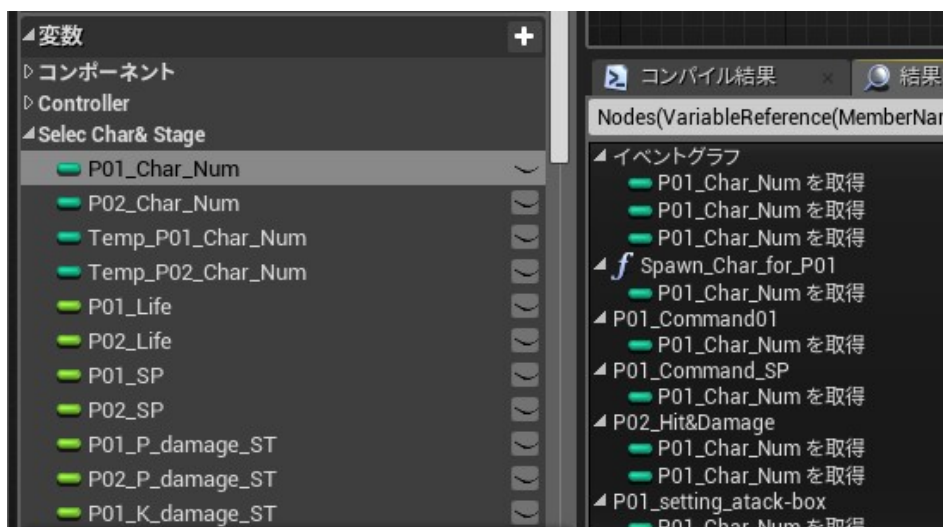 変数
コンポーネント
Controller
Selec Char& Stage
P01_Char_Num
P02_Char_Num
Temp_P01_Char_Num
Temp_P02_Char_Num
P01_Life
P02_Life
P01_SP
P02_SP
P01_P_damage_ST
P02_P_damage_ST
P01_K_damage_ST
コンパイル結果
結果
Nodes(VariableReference(MemberNar
イベントグラフ
P01_Char_Num を取得
P01_Char_Num を取得
P01_Char_Num を取得
f Spawn_Char_for_P01
P01_Char_Num を取得
P01_Command01
P01_Char_Num を取得
P01_Command_SP
P01_Char_Num を取得
P02_Hit&Damage
P01_Char_Num を取得
P01_Char_Num を取得
P01_setting_atack-box
P01_Char_Num を取得